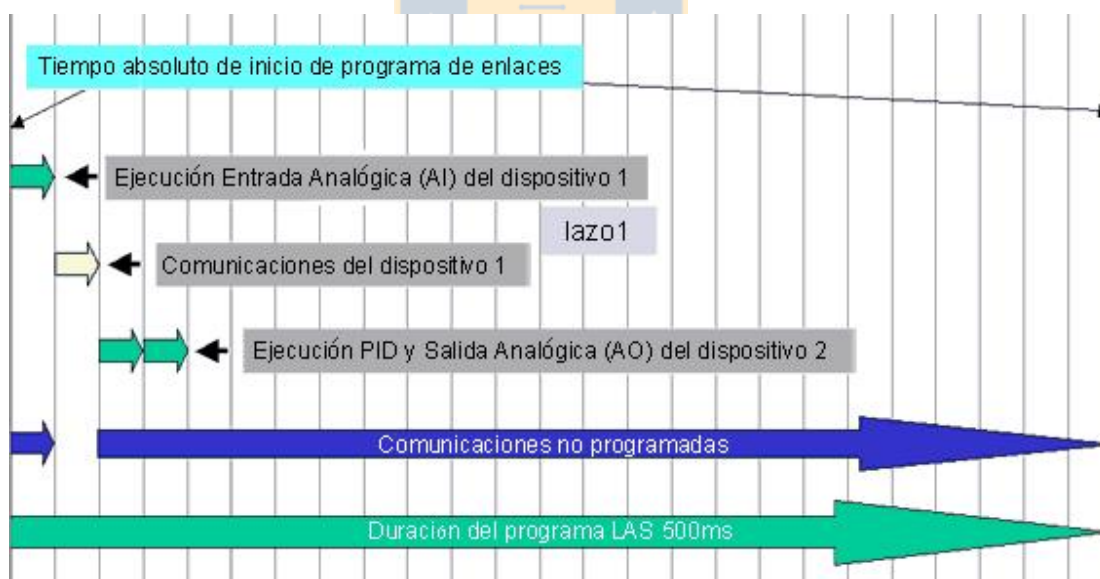 Tiempo absoluto de inicio de programa de enlaces
Ejecución Entrada Analógica (AI) del dispositivo 1
lazo1
Comunicaciones del dispositivo 1
Ejecución PID y Salida Analógica (AO) del dispositivo 2
Comunicaciones no programadas
Duración del programa LAS 500ms